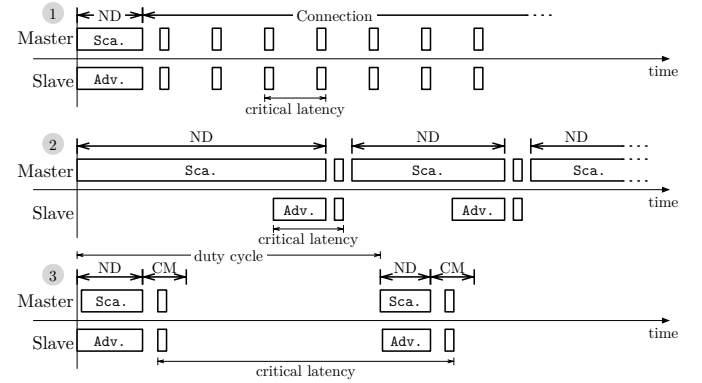 1
ND
Connection
Master
Sca.
Slave
Adv.
time
critical latency
2
ND
ND
ND
Master
Sca.
Sca.
Sca.
Slave
Adv.
Adv.
time
critical latency
duty cycle
3
ND
CM
ND
CM
Master
Sca.
Sca.
Slave
Adv.
Adv.
time
critical latency